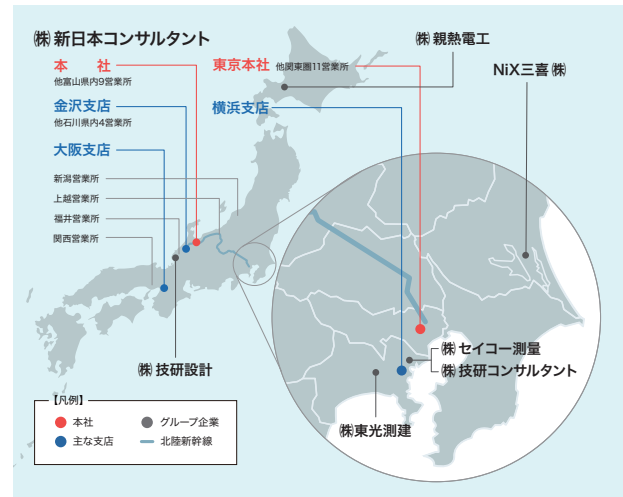 ㈱新日本コンサルタント
本社
他富山県内9営業所
金沢支店
他石川県内4営業所
大阪支店
新潟営業所
上越営業所
福井営業所
関西営業所
東京本社 他関東圏11営業所
横浜支店
㈱親熱電工
NiX三喜㈱
㈱技研設計
㈱セイコー測量
㈱技研コンサルタント
㈱東光測建
【凡例】
本社
グループ企業
主な支店
北陸新幹線